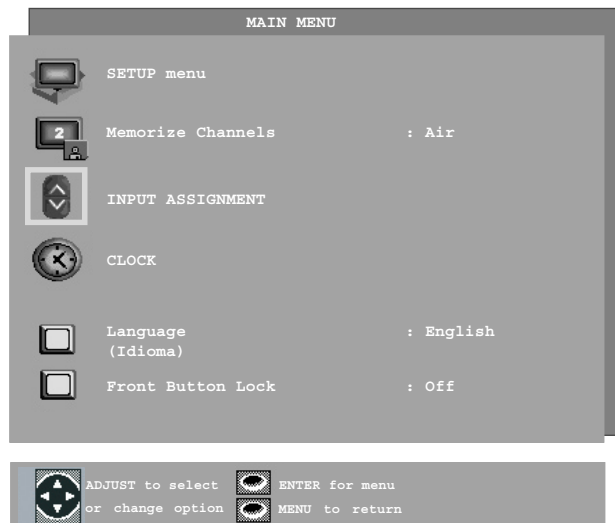 MAIN MENU
SETUP menu
2
Memorize Channels : Air
INPUT ASSIGNMENT
CLOCK
Language : English
(Idioma)
Front Button Lock : Off
ADJUST to select ENTER for menu
or change option MENU to return